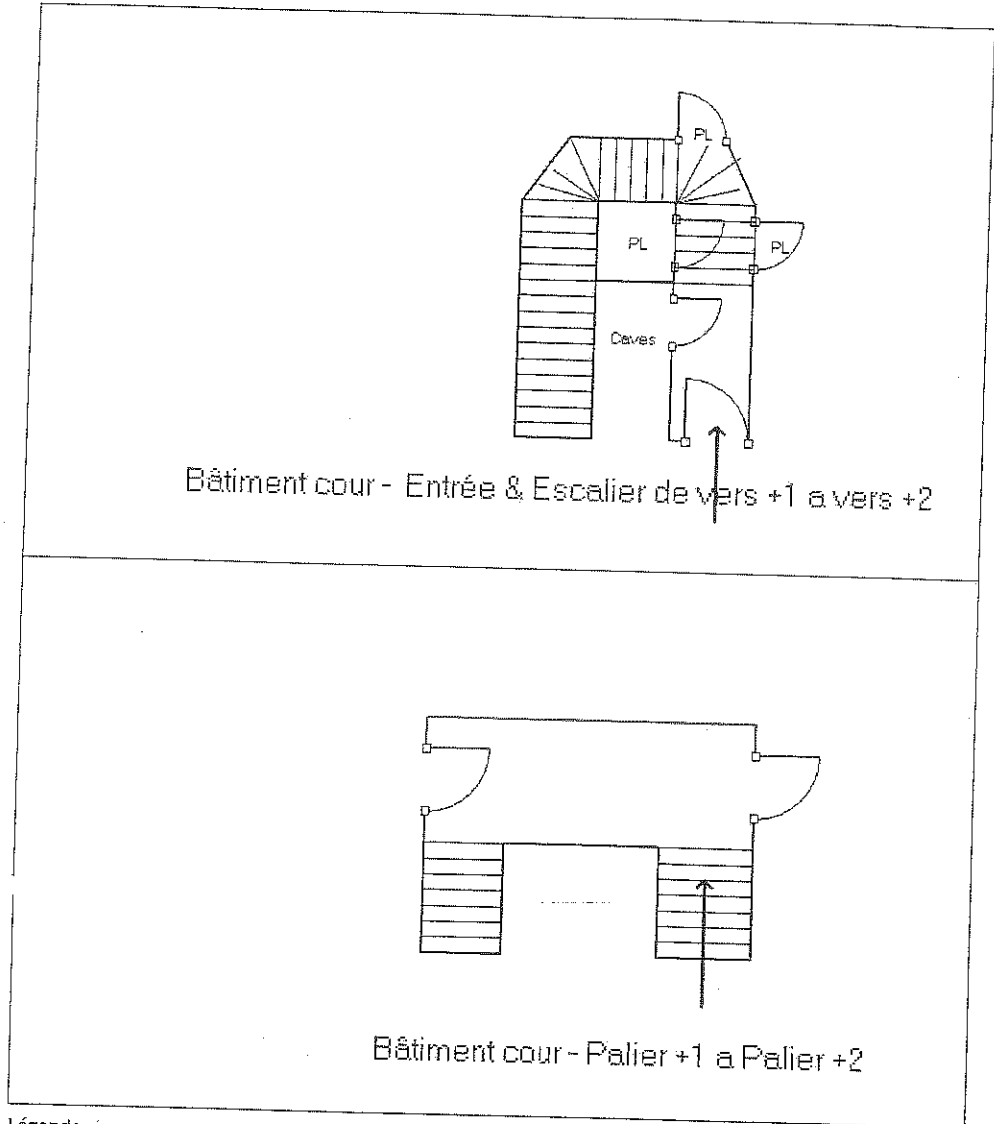 PL
PL
PL
Caves
Bâtiment cour - Entrée & Escalier de vers +1 a vers +2
Bâtiment cour - Palier +1 a Palier +2
Légende